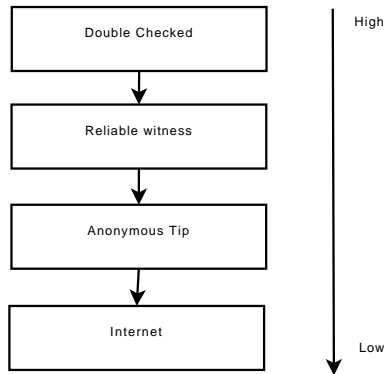 Double Checked
High
Reliable witness
Anonymous Tip
Internet
Low